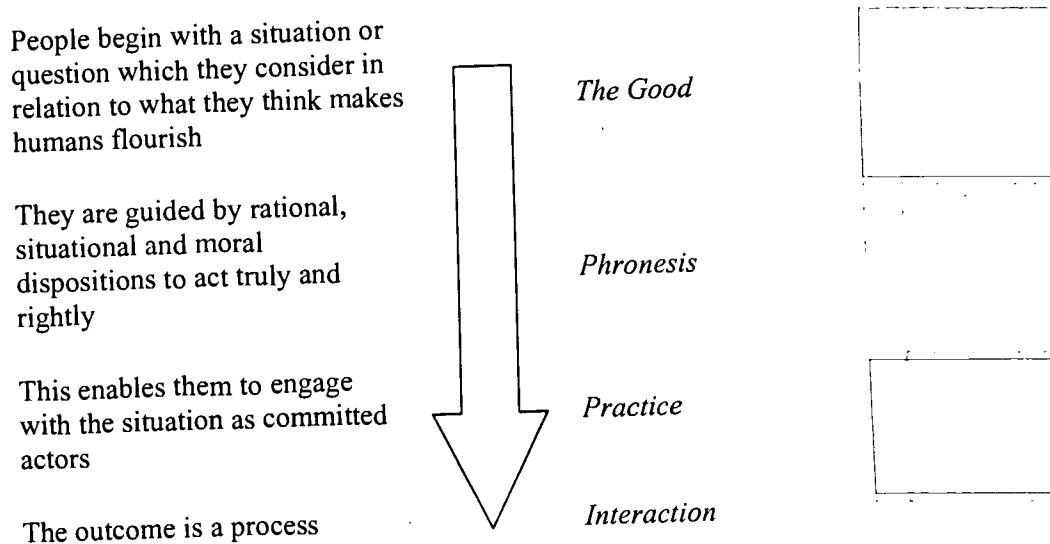 People begin with a situation or
question which they consider in
relation to what they think makes
humans flourish
The Good
They are guided by rational,
situational and moral
dispositions to act truly and
rightly
Phronesis
This enables them to engage
with the situation as committed
actors
Practice
The outcome is a process
Interaction